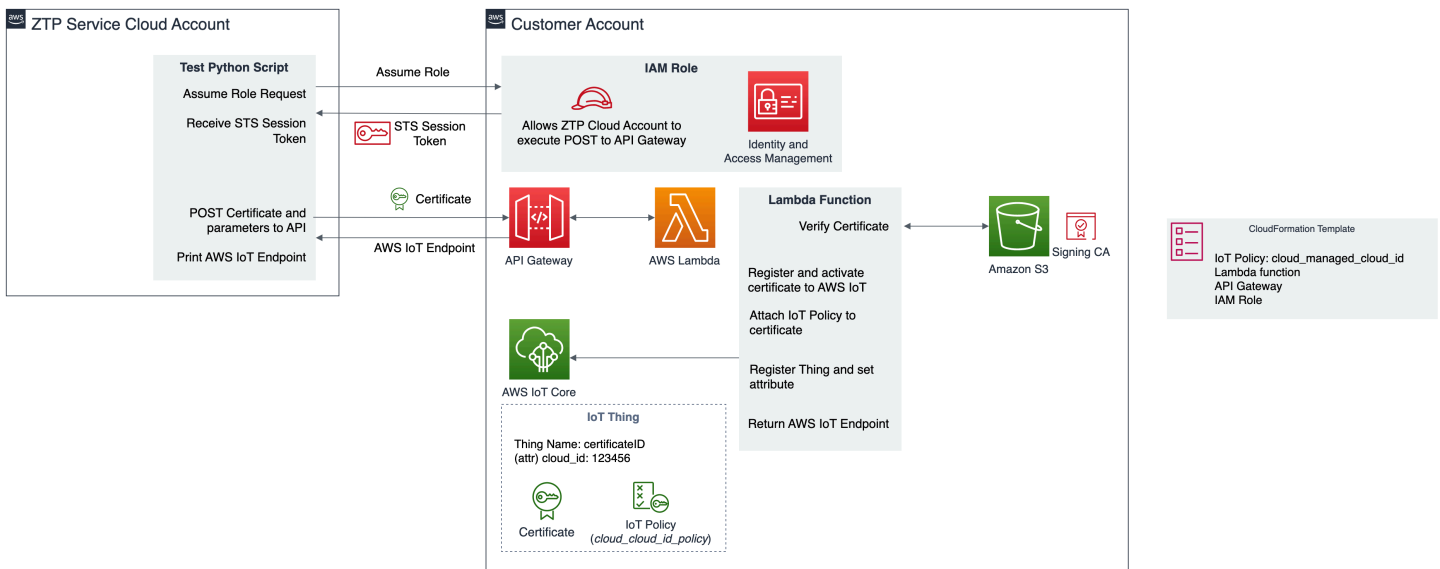 aws
ZTP Service Cloud Account
Test Python Script
Assume Role Request
Receive STS Session
Token
POST Certificate and
parameters to API
Print AWS IoT Endpoint
Assume Role
STS Session
Token
Certificate
AWS IoT Endpoint
aws
Customer Account
IAM Role
Allows ZTP Cloud Account to
execute POST to API Gateway
Identity and
Access Management
API Gateway
AWS Lambda
Lambda Function
Verify Certificate
Register and activate
certificate to AWS IoT
Attach IoT Policy to
certificate
Register Thing and set
attribute
Return AWS IoT Endpoint
Amazon S3
Signing CA
AWS IoT Core
IoT Thing
Thing Name: certificateID
(attr) cloud_id: 123456
Certificate
IoT Policy
(cloud_cloud_id_policy)
CloudFormation Template
IoT Policy: cloud_managed_cloud_id
Lambda function
API Gateway
IAM Role